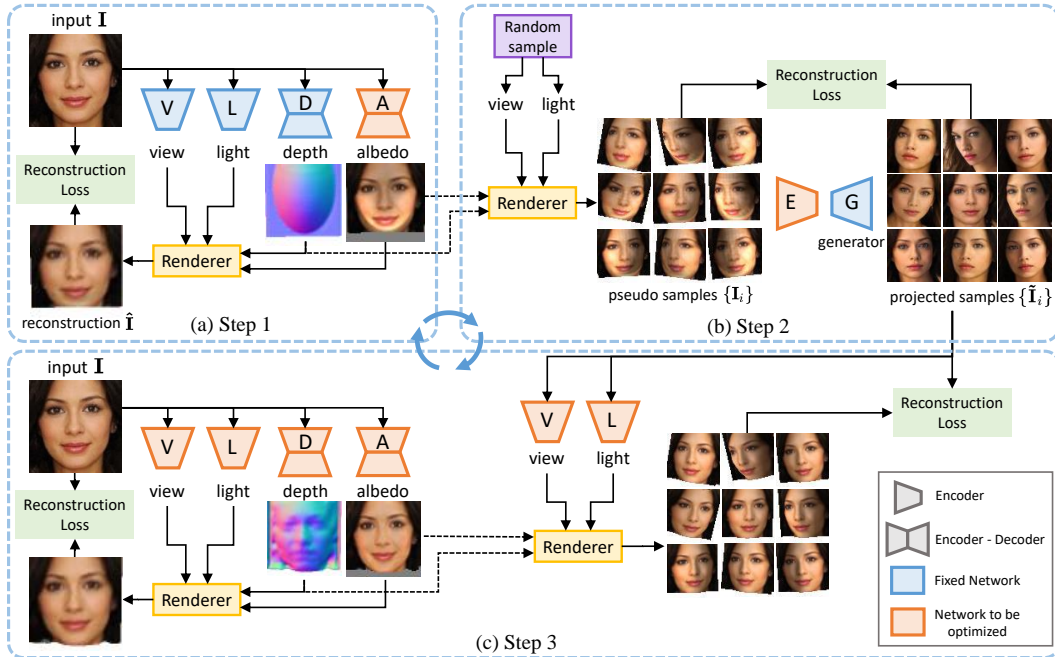 input I
V
L
D
A
view
light
depth
albedo
Reconstruction
Loss
Renderer
reconstruction Î
(a) Step 1
Random
sample
view
light
Renderer
Reconstruction
Loss
E
G
generator
pseudo samples {I_i}
projected samples {Ĩ_i}
(b) Step 2
input I
V
L
D
A
view
light
depth
albedo
Reconstruction
Loss
Renderer
V
L
view
light
Renderer
Reconstruction
Loss
(c) Step 3
Encoder
Encoder - Decoder
Fixed Network
Network to be
optimized